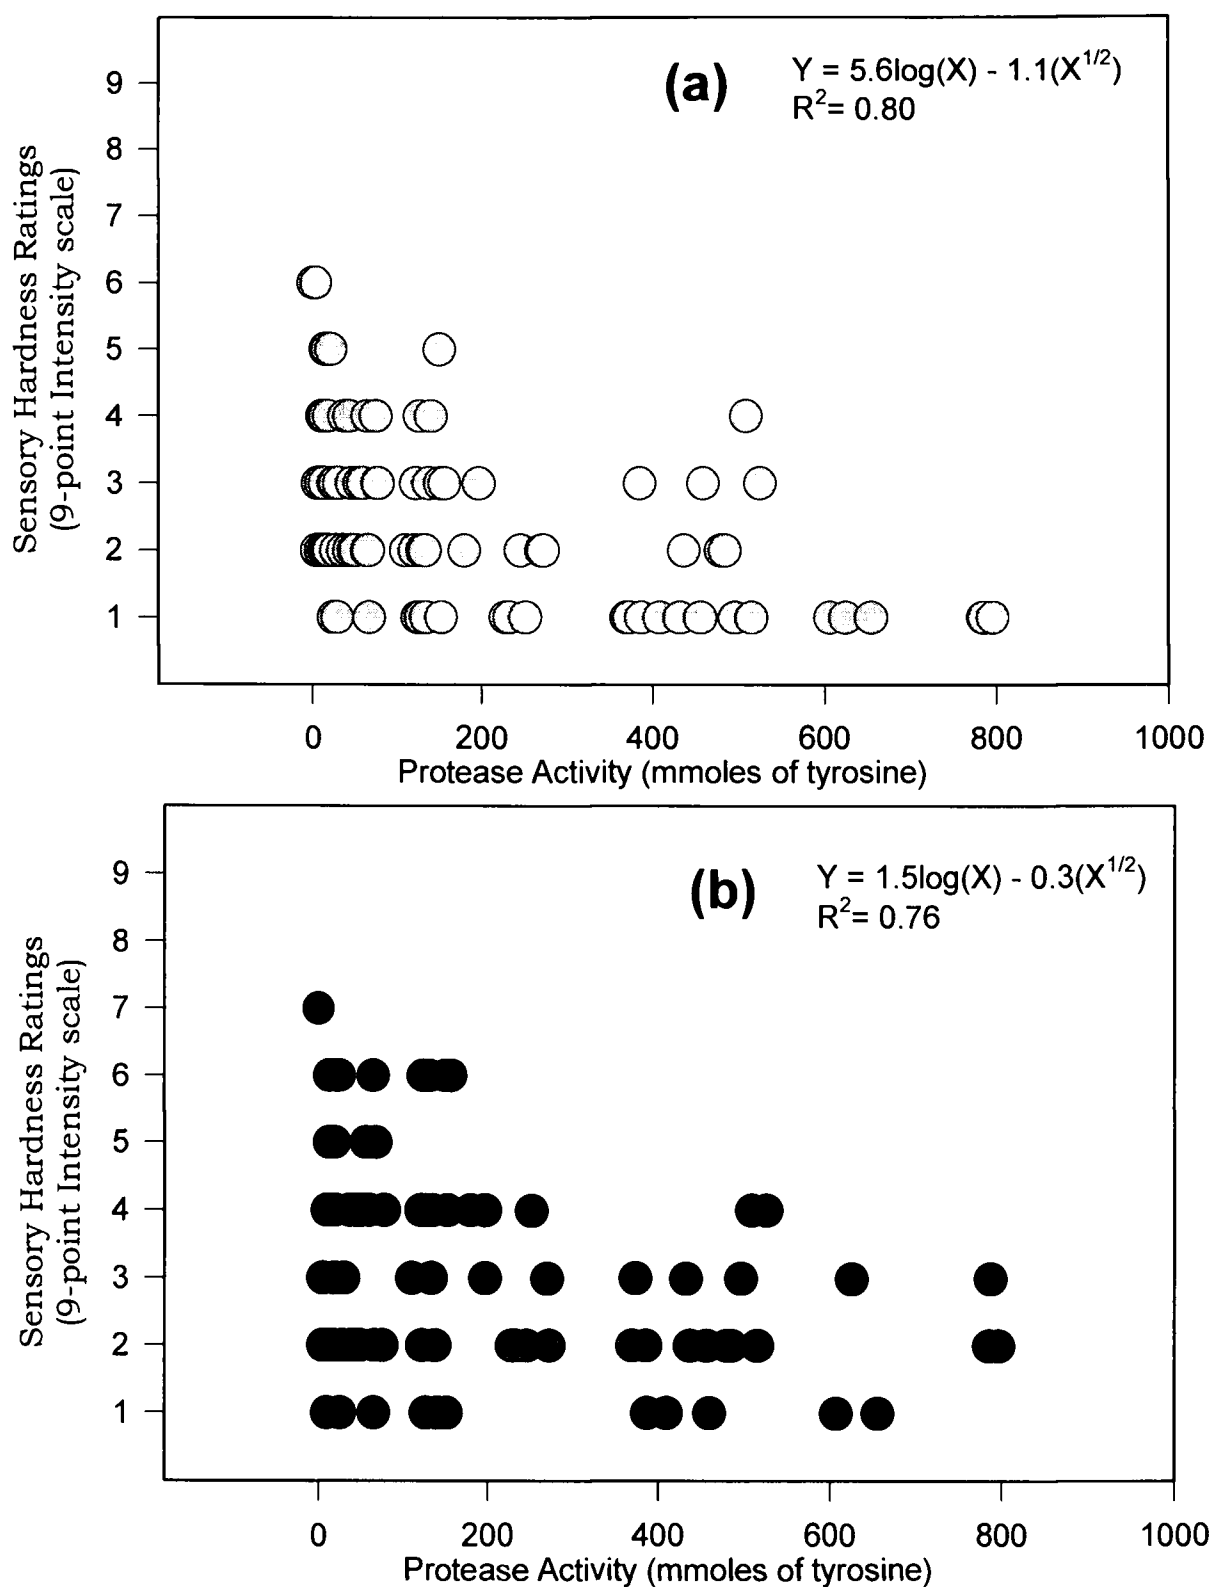 (a)
Y = 5.6log(X) - 1.1(X^1/2)
R^2= 0.80
Sensory Hardness Ratings
(9-point Intensity scale)
9
8
7
6
5
4
3
2
1
0 200 400 600 800 1000
Protease Activity (mmoles of tyrosine)
(b)
Y = 1.5log(X) - 0.3(X^1/2)
R^2= 0.76
Sensory Hardness Ratings
(9-point Intensity scale)
9
8
7
6
5
4
3
2
1
0 200 400 600 800 1000
Protease Activity (mmoles of tyrosine)